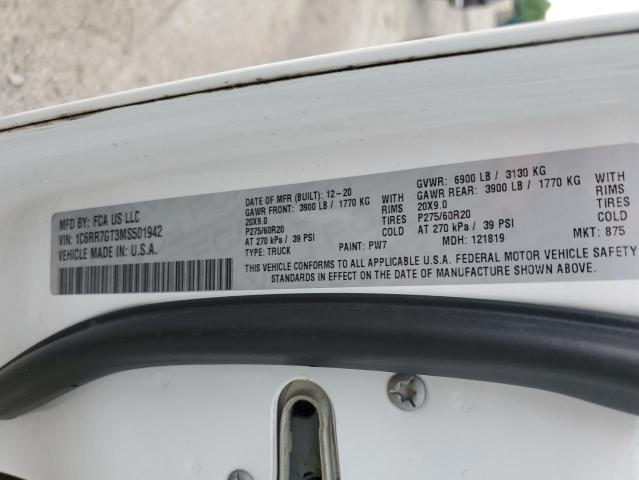 MFD BY: FCA US LLC
VIN: 1C6RR7GT3MS501942
VEHICLE MADE IN: U.S.A.
DATE OF MFR (BUILT): 12-20
GAWR FRONT: 3900 LB / 1770 KG WITH
20X9.0 RIMS
P275/60R20 TIRES
AT 270 kPa / 39 PSI
TYPE: TRUCK PAINT: PW7
GVWR: 6900 LB / 3130 KG
GAWR REAR: 3900 LB / 1770 KG WITH
20X9.0 RIMS
P275/60R20 TIRES
AT 270 kPa / 39 PSI
MDH: 121819 MKT: 875
THIS VEHICLE CONFORMS TO ALL APPLICABLE U.S.A. FEDERAL MOTOR VEHICLE SAFETY
STANDARDS IN EFFECT ON THE DATE OF MANUFACTURE SHOWN ABOVE.